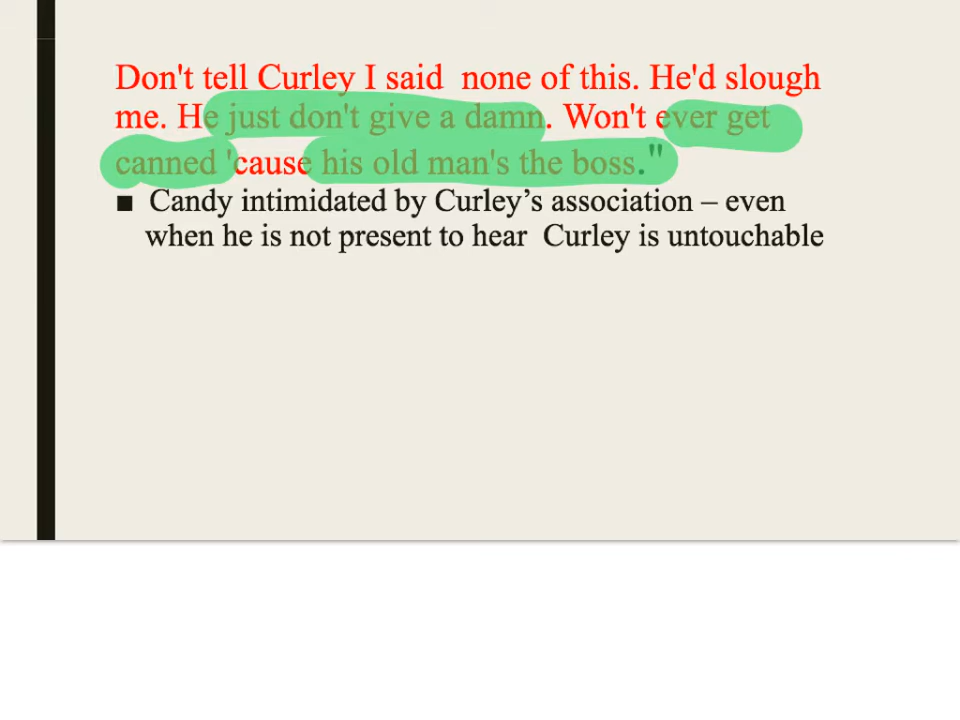 Don't tell Curley I said none of this. He'd slough
me. He just don't give a damn. Won't ever get
canned 'cause his old man's the boss."
■ Candy intimidated by Curley’s association – even
when he is not present to hear Curley is untouchable